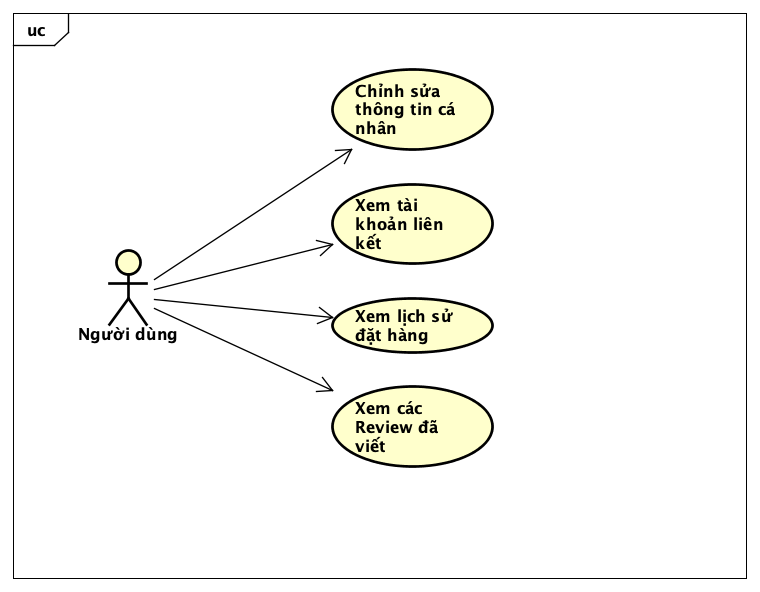 uc
Chỉnh sửa
thông tin cá
nhân
Xem tài
khoản liên
kết
Người dùng
Xem lịch sử
đặt hàng
Xem các
Review đã
viết